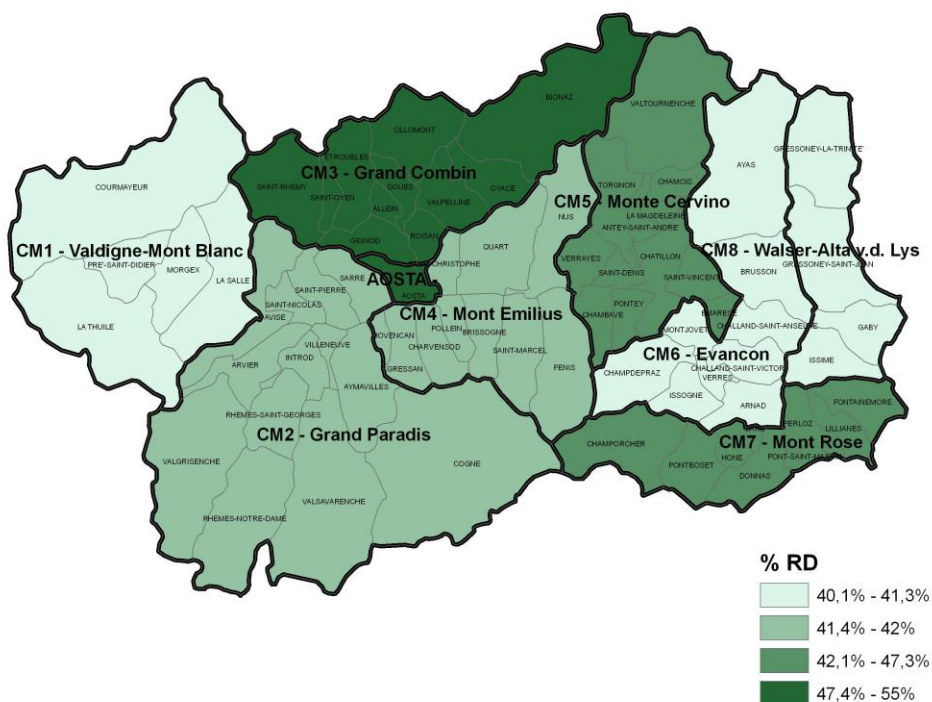 BIONAZ
VALTOURNENCHE
OLLOMONT
GRESSONEY-LA-TRINITE'
ETROUBLES
AYAS
CM3 - Grand Combin
COURMAYEUR
SAINT-RHEMY
DOUES
OYACE
TORGNON
CHAMOIS
SAINT-OYEN
VALPELLINE
CM5 - Monte Cervino
ALLEIN
LA MAGDELEINE
NUS
ANTEY-SAINT-ANDRE'
ROISAN
GIGNOD
CM1 - Valdigne-Mont Blanc
QUART
VERRAYES
CHATILLON
CM8 - Walser-Alta v.d. Lys
PRE'-SAINT-DIDIER
MORGEX
SARRE
CHRISTOPHE
GRESSONEY-SAINT-JEAN
LA SALLE
AOSTA
SAINT-DENIS
SAINT-VINCENT
BRUSSON
SAINT-PIERRE
AOSTA
SAINT-NICOLAS
PONTEY
EMARESE
CHAMBAVE
CM4 - Mont Emilius
AVISE
CHALLAND-SAINT-ANSELME
LA THUILE
POLLEIN
BRISSOGNE
MONTJOVET
GABY
JOVENCAN
VILLENEUVE
CHARVENSOD
SAINT-MARCEL
CM6 - Evancon
INTROD
ISSIME
ARVIER
FENIS
CHALLAND-SAINT-VICTOR
GRESSAN
CHAMPDEPRAZ
VERRES
AYMAVILLES
ISSOGNE
ARNAD
FONTAINEMORE
RHEMES-SAINT-GEORGES
PERLOZ
LILLIANES
CM2 - Grand Paradis
CM7 - Mont Rose
CHAMPORCHER
HONE
PONT-SAINT-MARTIN
VALGRISENCHE
COGNE
PONTBOSET
DONNAS
VALSAVARENCHE
RHEMES-NOTRE-DAME
% RD
40,1% - 41,3%
41,4% - 42%
42,1% - 47,3%
47,4% - 55%